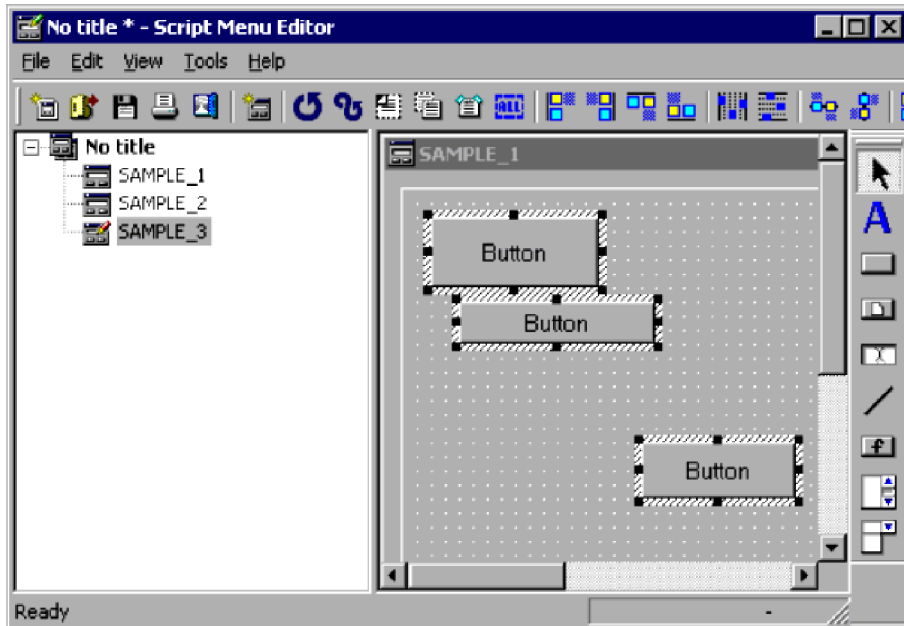 No title * - Script Menu Editor
File Edit View Tools Help
ALL
No title
SAMPLE_1
SAMPLE_2
SAMPLE_3
SAMPLE_1
Button
Button
Button
A
f
Ready
-